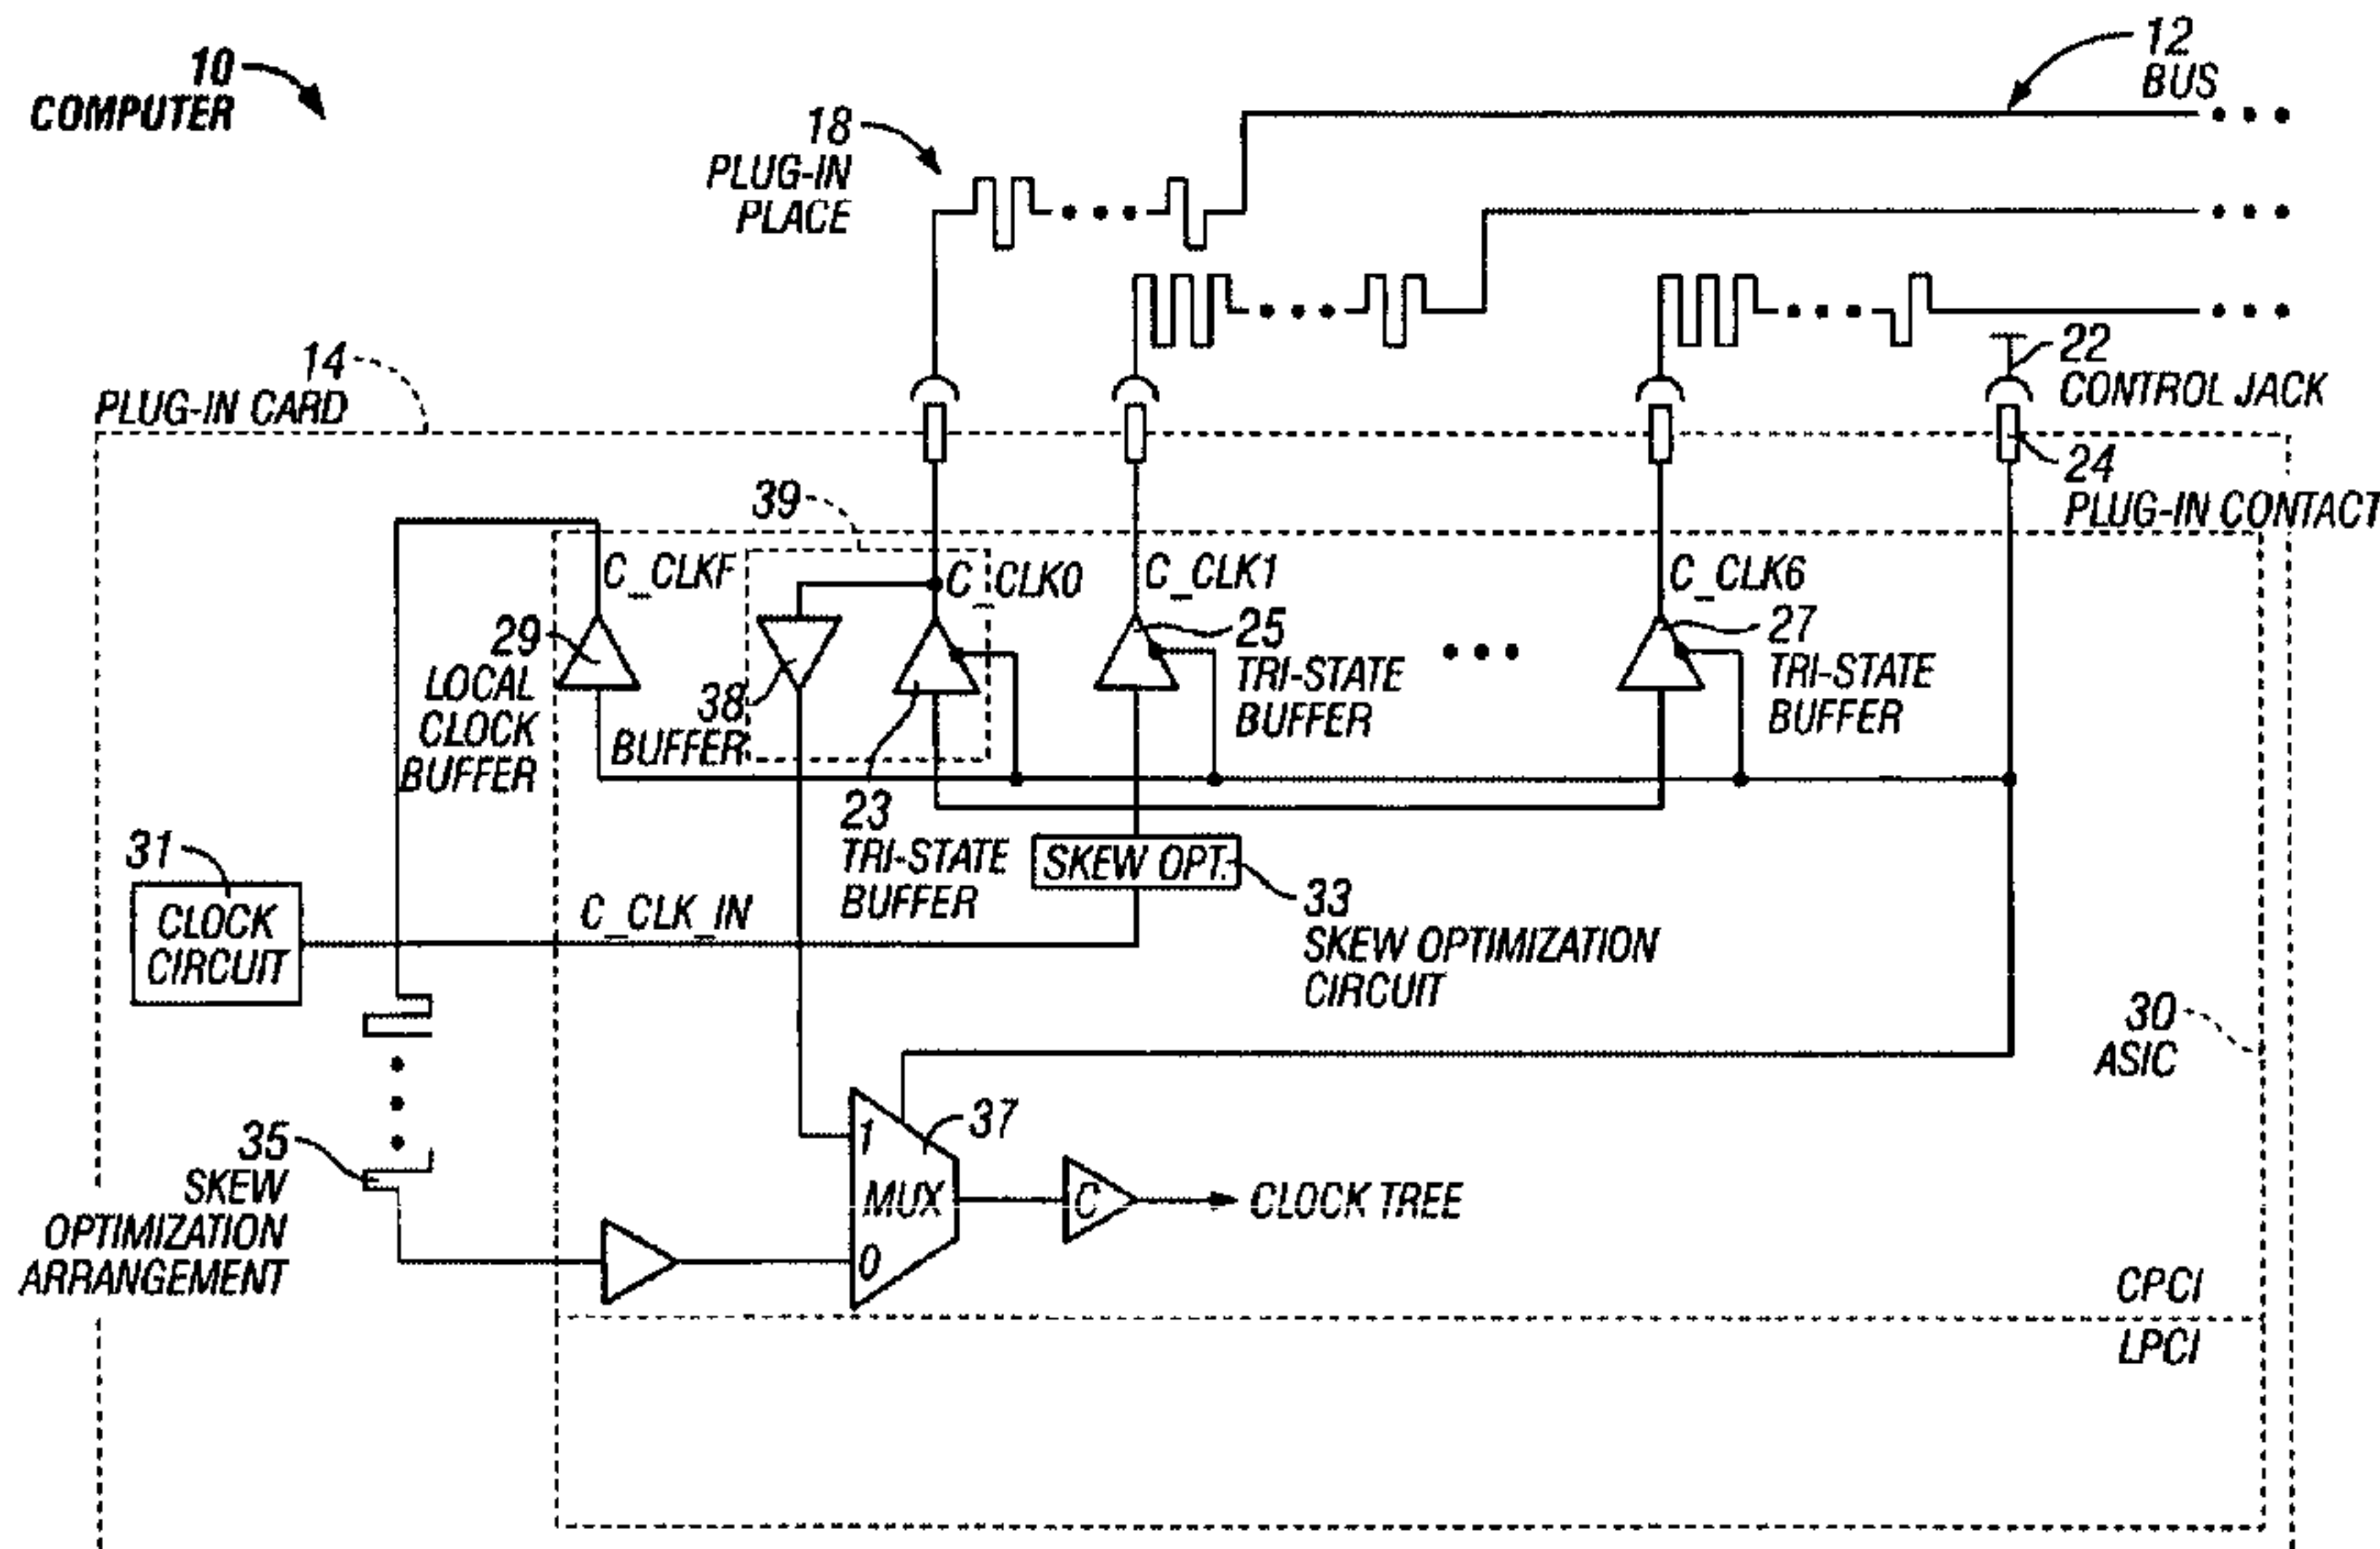 10
COMPUTER
12
BUS
18
PLUG-IN
PLACE
14
PLUG-IN CARD
22
CONTROL JACK
24
PLUG-IN CONTACT
39
C_CLKF
C_CLK0
C_CLK1
C_CLK6
29
LOCAL
CLOCK
BUFFER
38
BUFFER
25
TRI-STATE
BUFFER
27
TRI-STATE
BUFFER
23
TRI-STATE
BUFFER
31
CLOCK
CIRCUIT
C_CLK_IN
SKEW OPT.
33
SKEW OPTIMIZATION
CIRCUIT
30
ASIC
35
SKEW
OPTIMIZATION
ARRANGEMENT
1
MUX
0
37
C
CLOCK TREE
CPCI
LPCI